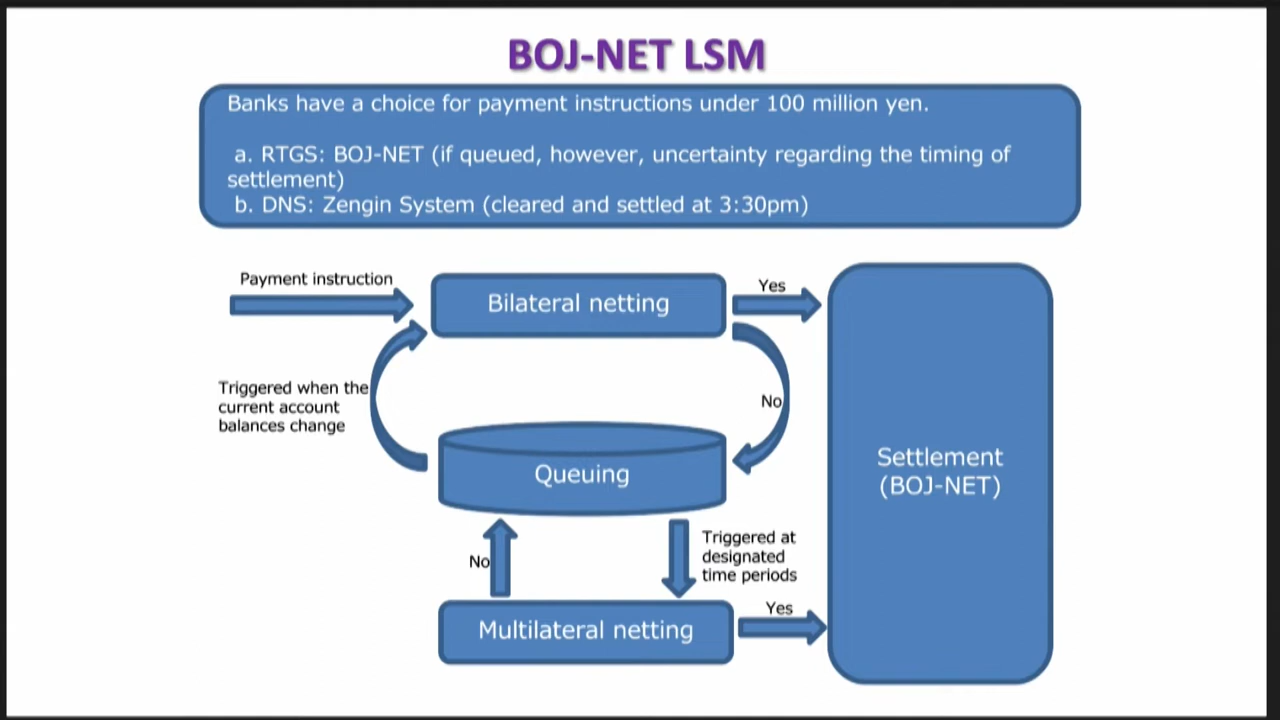 BOJ-NET LSM
Banks have a choice for payment instructions under 100 million yen.
a. RTGS: BOJ-NET (if queued, however, uncertainty regarding the timing of
settlement)
b. DNS: Zengin System (cleared and settled at 3:30pm)
Payment instruction
Bilateral netting
Yes
Triggered when the
current account
balances change
No
Queuing
Settlement
(BOJ-NET)
No
Triggered at
designated
time periods
Multilateral netting
Yes